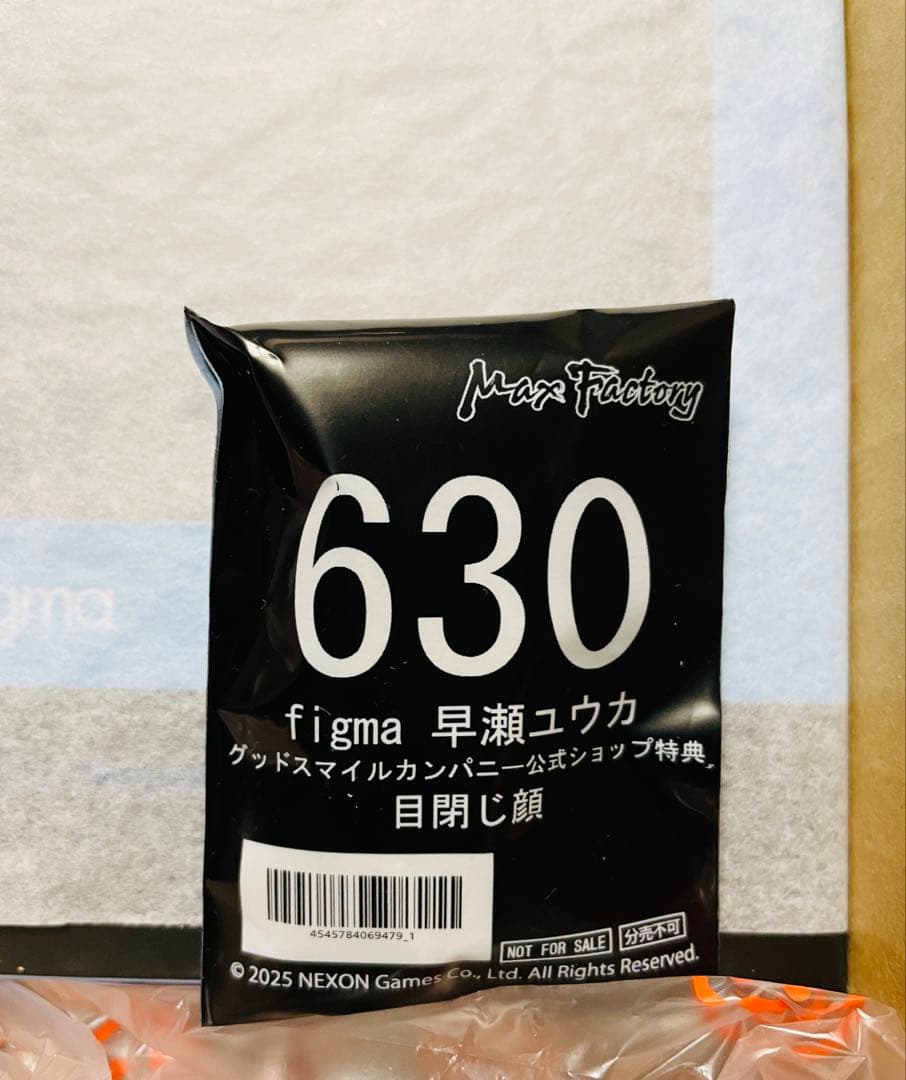 Max Factory
630
figma 早瀬ユウカ
グッドスマイルカンパニー公式ショップ特典
目閉じ顔
4545784069479_1
NOT FOR SALE 分売不可
© 2025 NEXON Games Co., Ltd. All Rights Reserved.